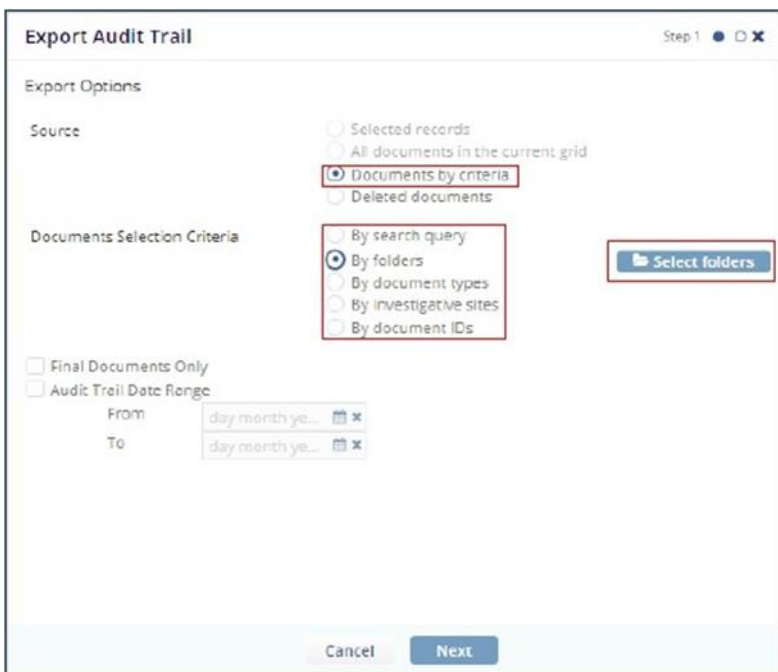 Export Audit Trail
Step 1
Export Options
Source
Selected records
All documents in the current grid
Documents by criteria
Deleted documents
Documents Selection Criteria
By search query
By folders
By document types
By investigative sites
By document IDs
Select folders
Final Documents Only
Audit Trail Date Range
From
day month ye...
To
day month ye...
Cancel
Next